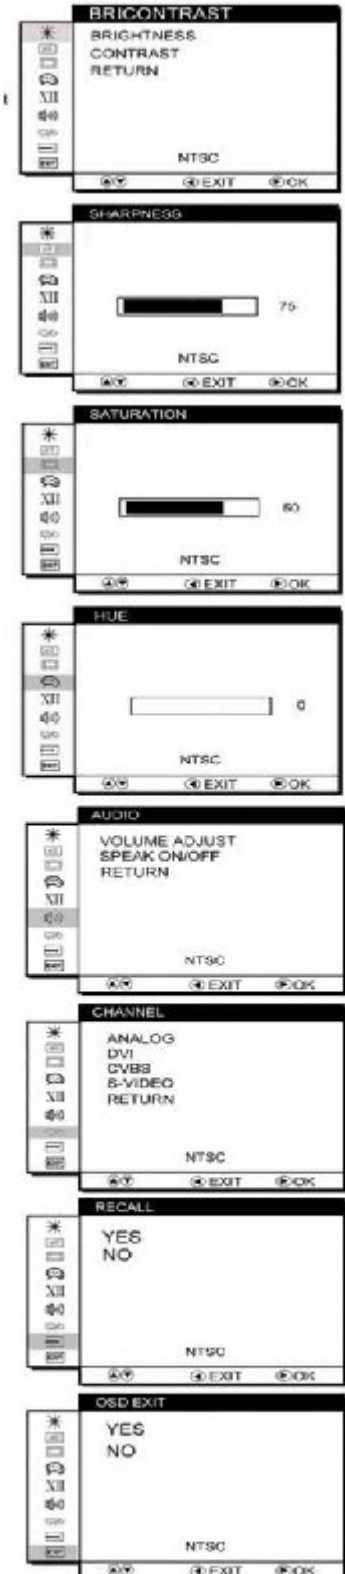 BRICONTRAST
BRIGHTNESS
CONTRAST
RETURN
XII
NTSC
EXIT OK
SHARPNESS
75
XII
NTSC
EXIT OK
SATURATION
XII
50
NTSC
EXIT OK
HUE
XII
0
NTSC
EXIT OK
AUDIO
VOLUME ADJUST
SPEAK ON/OFF
RETURN
XII
NTSC
EXIT OK
CHANNEL
ANALOG
DVI
CVBS
S-VIDEO
RETURN
XII
NTSC
EXIT OK
RECALL
YES
NO
XII
NTSC
EXIT OK
OSD EXIT
YES
NO
XII
NTSC
EXIT OK